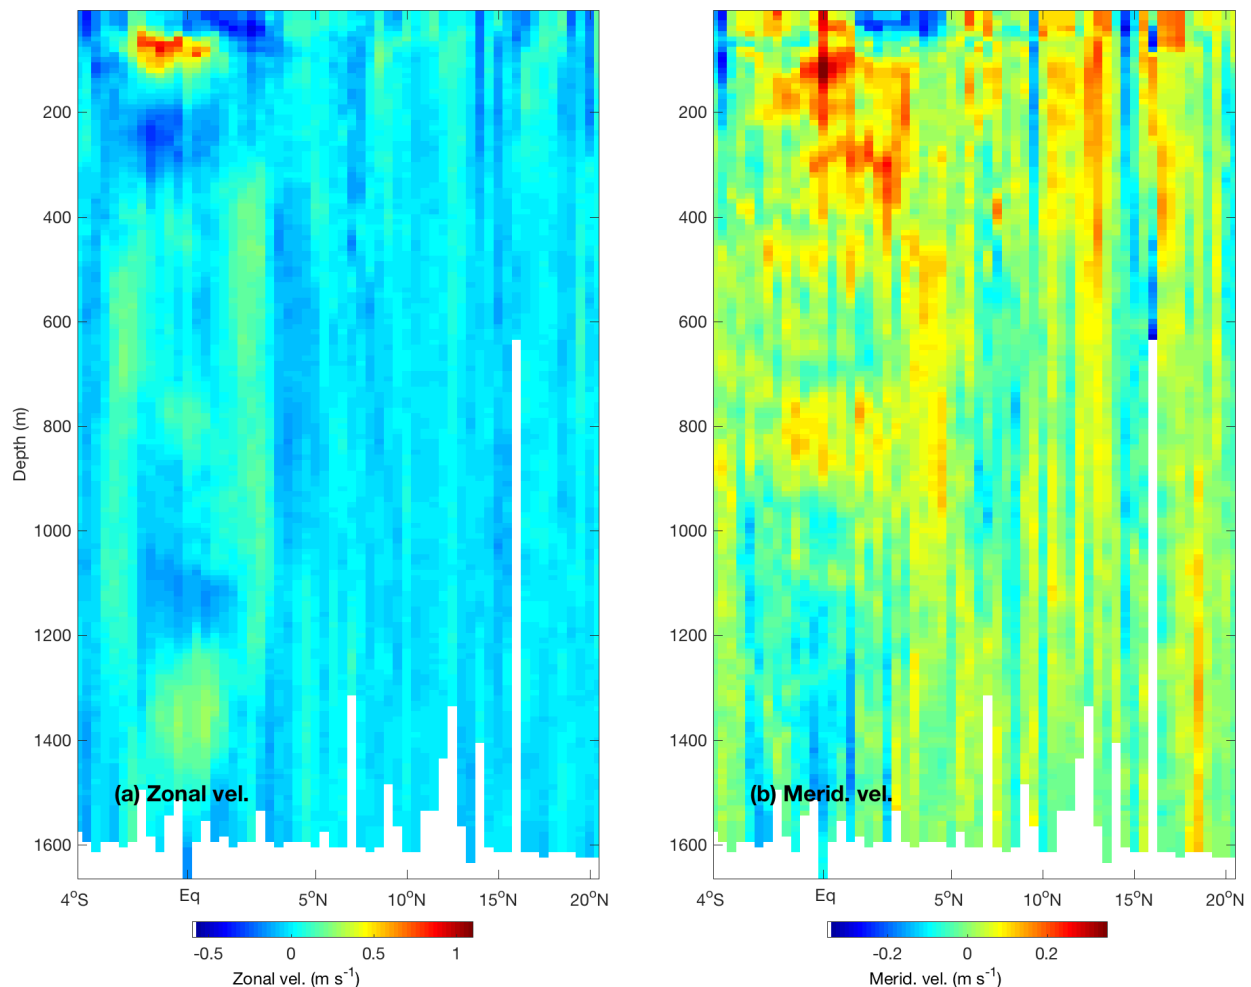 200
400
600
800
1000
1200
1400
1600
Depth (m)
(a) Zonal vel.
4°S
Eq
5°N
10°N
15°N
20°N
-0.5
0
0.5
1
Zonal vel. (m s⁻¹)
200
400
600
800
1000
1200
1400
1600
(b) Merid. vel.
4°S
Eq
5°N
10°N
15°N
20°N
-0.2
0
0.2
Merid. vel. (m s⁻¹)